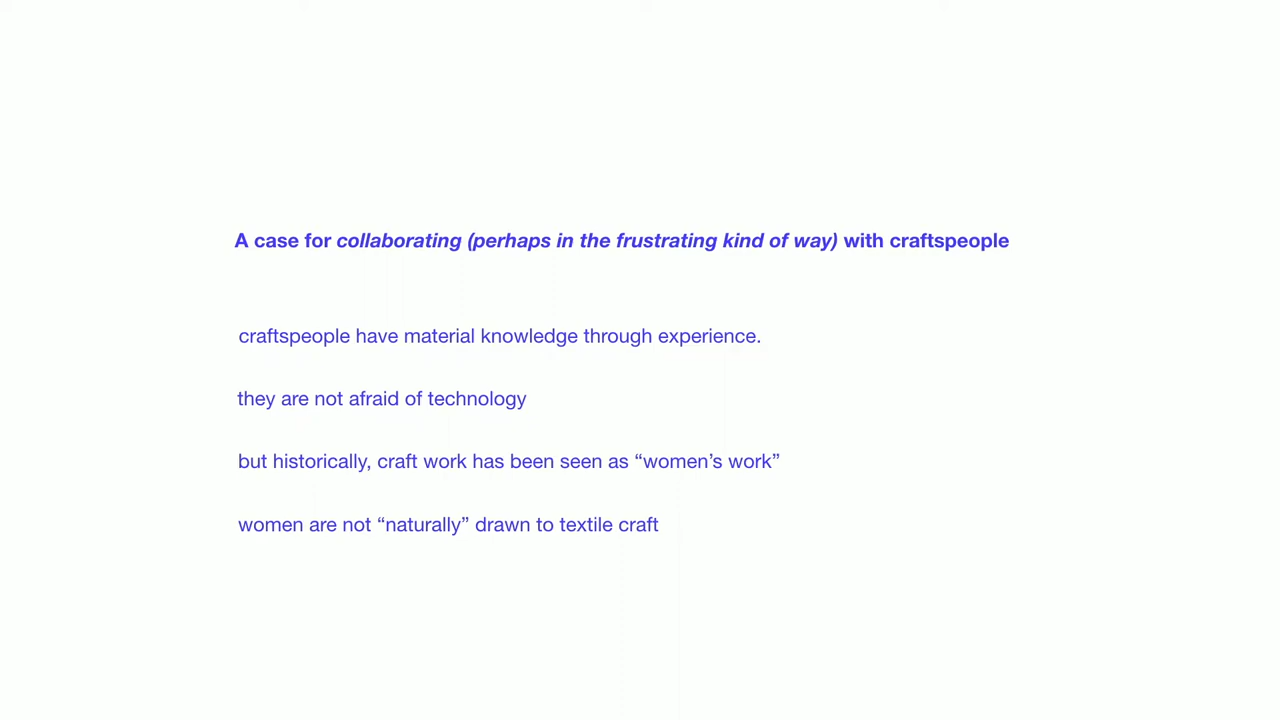 A case for collaborating (perhaps in the frustrating kind of way) with craftspeople
craftspeople have material knowledge through experience.
they are not afraid of technology
but historically, craft work has been seen as “women’s work”
women are not “naturally” drawn to textile craft